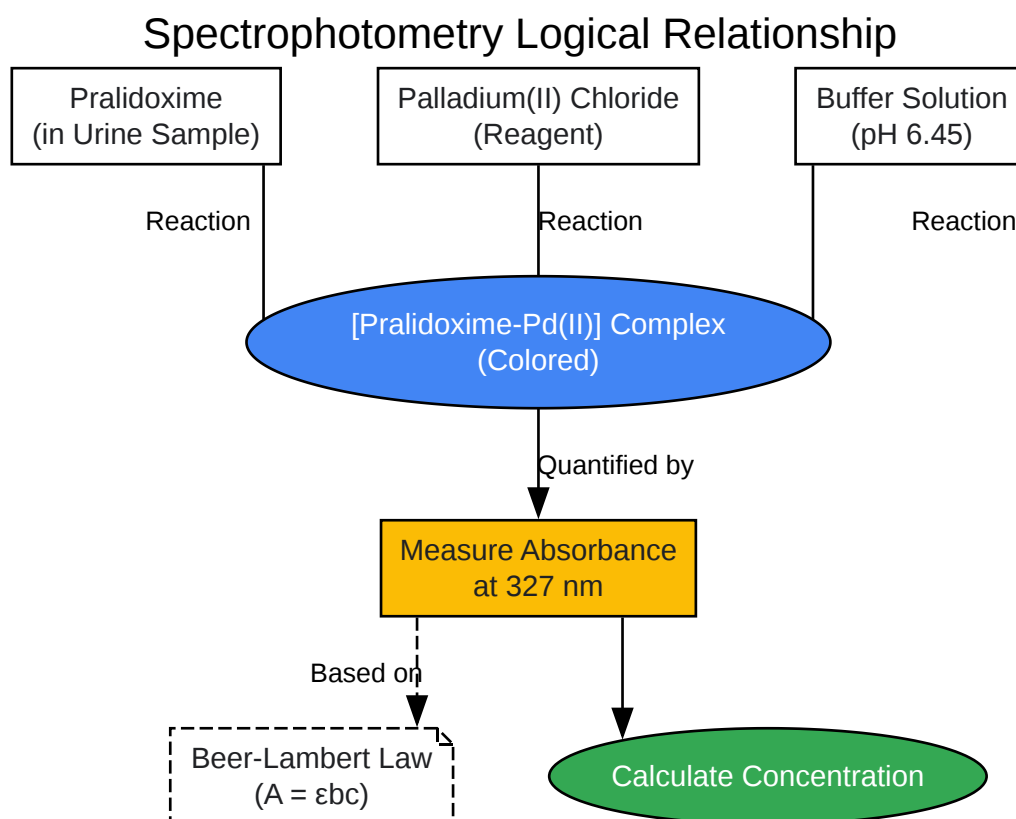 Spectrophotometry Logical Relationship
Pralidoxime
(in Urine Sample)
Palladium(II) Chloride
(Reagent)
Buffer Solution
(pH 6.45)
Reaction
Reaction
Reaction
[Pralidoxime-Pd(II)] Complex
(Colored)
Quantified by
Measure Absorbance
at 327 nm
Based on
Beer-Lambert Law
(A = εbc)
Calculate Concentration